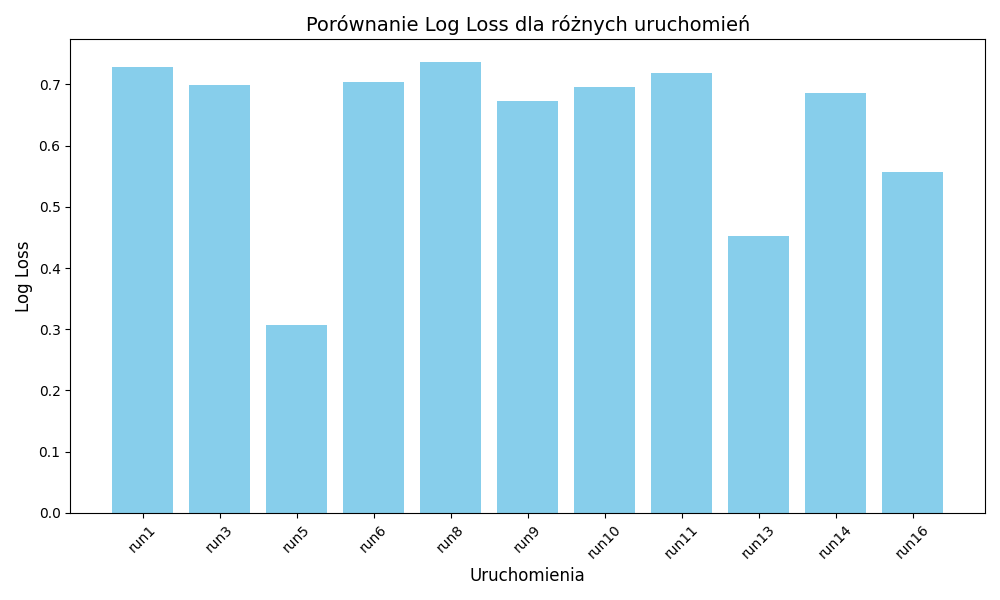 Porównanie Log Loss dla różnych uruchomień
Log Loss
0.7
0.6
0.5
0.4
0.3
0.2
0.1
0.0
run1 run3 run5 run6 run8 run9 run10 run11 run13 run14 run16
Uruchomienia